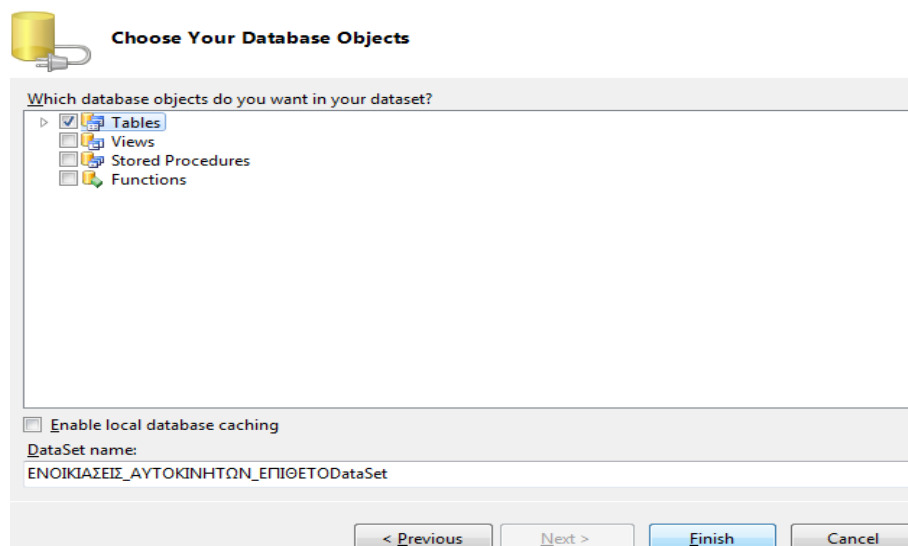 Choose Your Database Objects
Which database objects do you want in your dataset?
Tables
Views
Stored Procedures
Functions
Enable local database caching
DataSet name:
ΕΝΟΙΚΙΑΣΕΙΣ_ΑΥΤΟΚΙΝΗΤΩΝ_ΕΠΙΘΕΤΟDataSet
< Previous Next > Finish Cancel